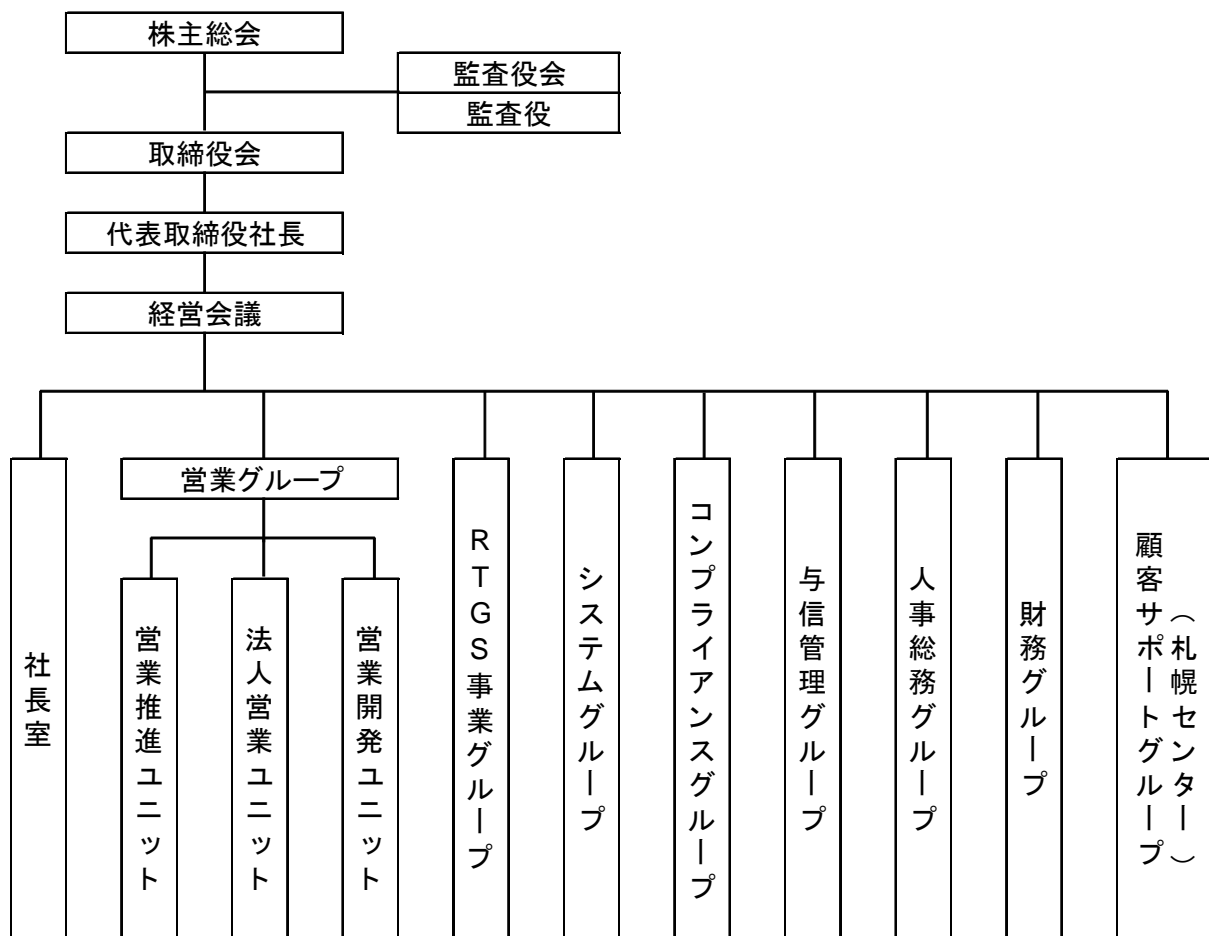 株主総会
監査役会
監査役
取締役会
代表取締役社長
経営会議
社長室
営業グループ
営業推進ユニット
法人営業ユニット
営業開発ユニット
RTGS事業グループ
システムグループ
コンプライアンスグループ
与信管理グループ
人事総務グループ
財務グループ
顧客サポートグループ
（札幌センター）